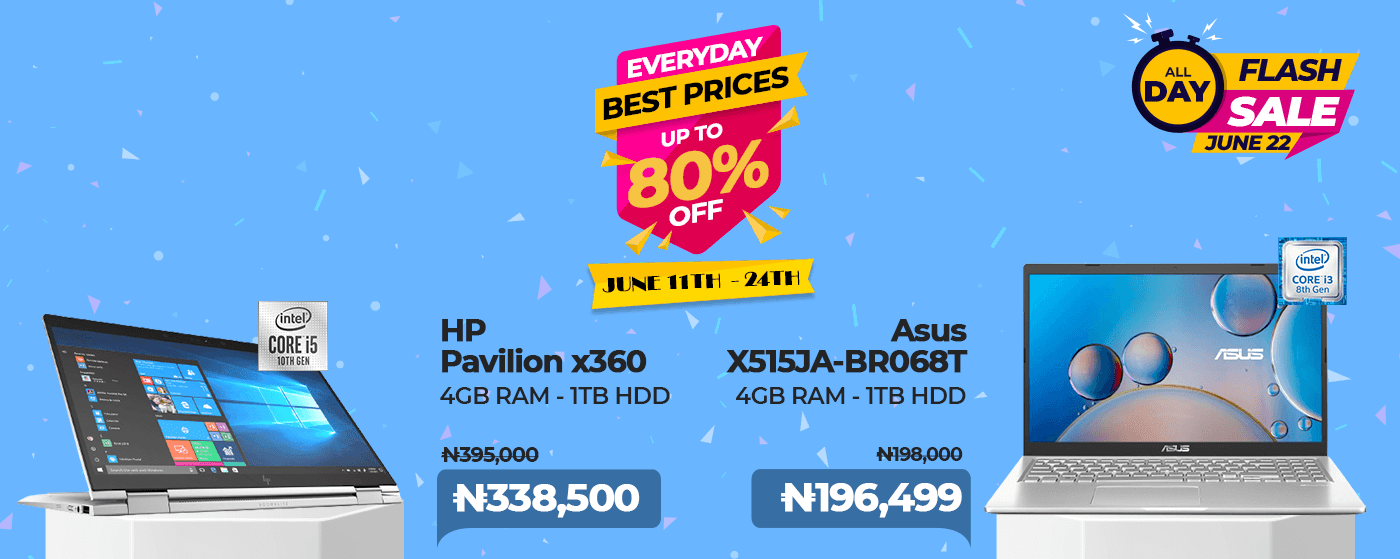 EVERYDAY
BEST PRICES
UP TO
80%
OFF
JUNE 11TH - 24TH
ALL
DAY
FLASH
SALE
JUNE 22
intel
CORE i5
10TH GEN
HP
Pavilion x360
4GB RAM - 1TB HDD
₦395,000
₦338,500
Asus
X515JA-BR068T
4GB RAM - 1TB HDD
₦198,000
₦196,499
intel
CORE i3
8th Gen
ASUS
ASUS
hp